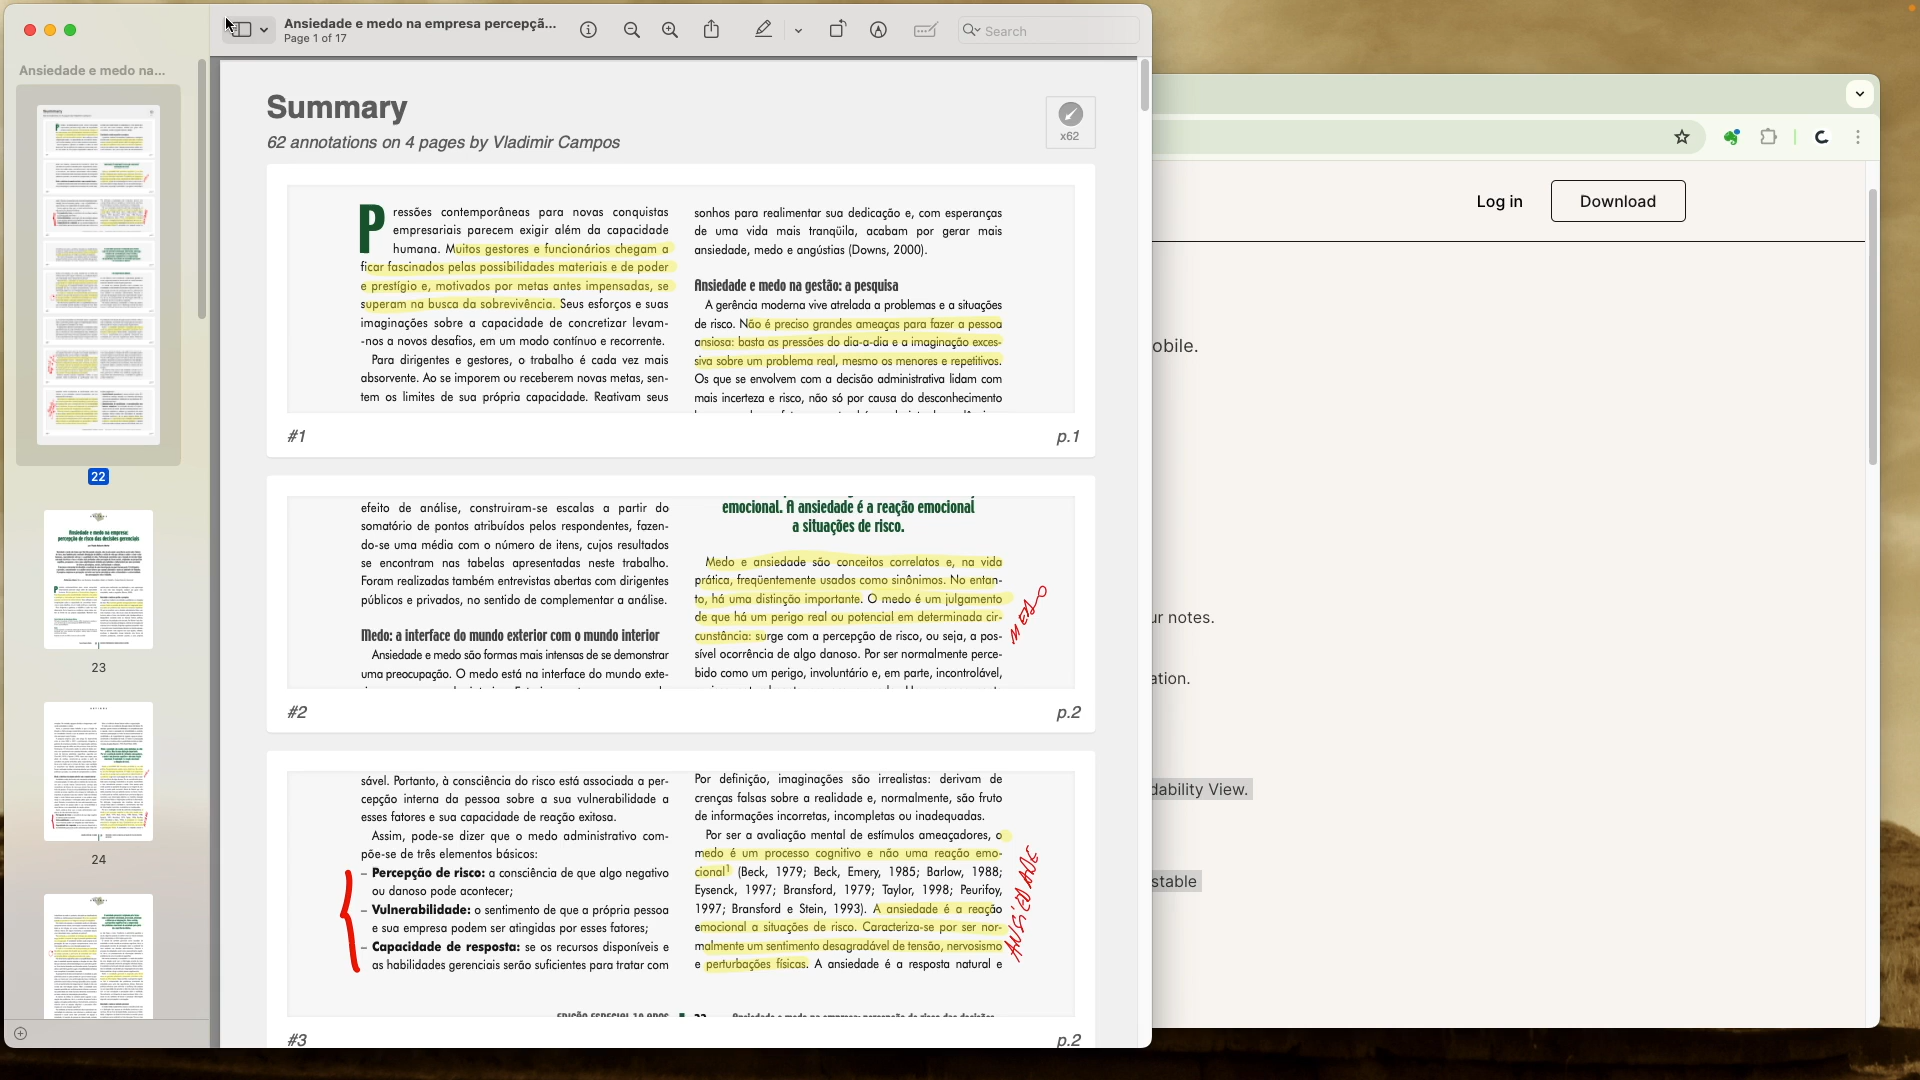 Ansiedade e medo na empresa percepçã...
Page 1 of 17
Search
Ansiedade e medo na...
22
23
24
Summary
62 annotations on 4 pages by Vladimir Campos
x62
Pressões contemporâneas para novas conquistas
empresariais parecem exigir além da capacidade
humana. Muitos gestores e funcionários chegam a
ficar fascinados pelas possibilidades materiais e de poder
e prestígio e, motivados por metas antes impensadas, se
superam na busca da sobrevivência. Seus esforços e suas
imaginações sobre a capacidade de concretizar levam-
-nos a novos desafios, em um modo contínuo e recorrente.
Para dirigentes e gestores, o trabalho é cada vez mais
absorvente. Ao se imporem ou receberem novas metas, sen-
tem os limites de sua própria capacidade. Reativam seus
sonhos para realimentar sua dedicação e, com esperanças
de uma vida mais tranqüila, acabam por gerar mais
ansiedade, medo e angústias (Downs, 2000).
Ansiedade e medo na gestão: a pesquisa
A gerência moderna vive atrelada a problemas e a situações
de risco. Não é preciso grandes ameaças para fazer a pessoa
ansiosa: basta as pressões do dia-a-dia e a imaginação exces-
siva sobre um problema real, mesmo os menores e repetitivos.
Os que se envolvem com a decisão administrativa lidam com
mais incerteza e risco, não só por causa do desconhecimento
#1
p.1
efeito de análise, construiram-se escalas a partir do
somatório de pontos atribuídos pelos respondentes, fazen-
do-se uma média com o número de itens, cujos resultados
se encontram nas tabelas apresentadas neste trabalho.
Foram realizadas também entrevistas abertas com dirigentes
públicos e privados, no sentido de complementar a análise.
Medo: a interface do mundo exterior com o mundo interior
Ansiedade e medo são formas mais intensas de se demonstrar
uma preocupação. O medo está na interface do mundo exte-
emocional. A ansiedade é a reação emocional
a situações de risco.
Medo e ansiedade são conceitos correlatos e, na vida
prática, freqüentemente usados como sinônimos. No entan-
to, há uma distinção importante. O medo é um julgamento
de que há um perigo real ou potencial em determinada cir-
cunstância: surge com a percepção de risco, ou seja, a pos-
sível ocorrência de algo danoso. Por ser normalmente perce-
bido como um perigo, involuntário e, em parte, incontrolável,
MEDO
#2
p.2
sável. Portanto, à consciência do risco está associada a per-
cepção interna da pessoa sobre a sua vulnerabilidade a
esses fatores e sua capacidade de reação exitosa.
Assim, pode-se dizer que o medo administrativo com-
põe-se de três elementos básicos:
– Percepção de risco: a consciência de que algo negativo
ou danoso pode acontecer;
– Vulnerabilidade: o sentimento de que a própria pessoa
e sua empresa podem ser atingidas por esses fatores;
– Capacidade de resposta: se os recursos disponíveis e
as habilidades gerenciais serão suficientes para tratar com
Por definição, imaginações são irrealistas: derivam de
crenças falsas sobre a realidade e, normalmente, são fruto
de informações incorretas, incompletas ou inadequadas.
Por ser a avaliação mental de estímulos ameaçadores, o
medo é um processo cognitivo e não uma reação emo-
cional¹ (Beck, 1979; Beck, Emery, 1985; Barlow, 1988;
Eysenck, 1997; Bransford, 1979; Taylor, 1998; Peurifoy,
1997; Bransford e Stein, 1993). A ansiedade é a reação
emocional a situações de risco. Caracteriza-se por ser nor-
malmente um sentimento desagradável de tensão, nervosismo
e perturbações físicas. A ansiedade é a resposta natural e
ANSIEDADE
#3
p.2
Log in
Download
obile.
ur notes.
ation.
dability View.
stable